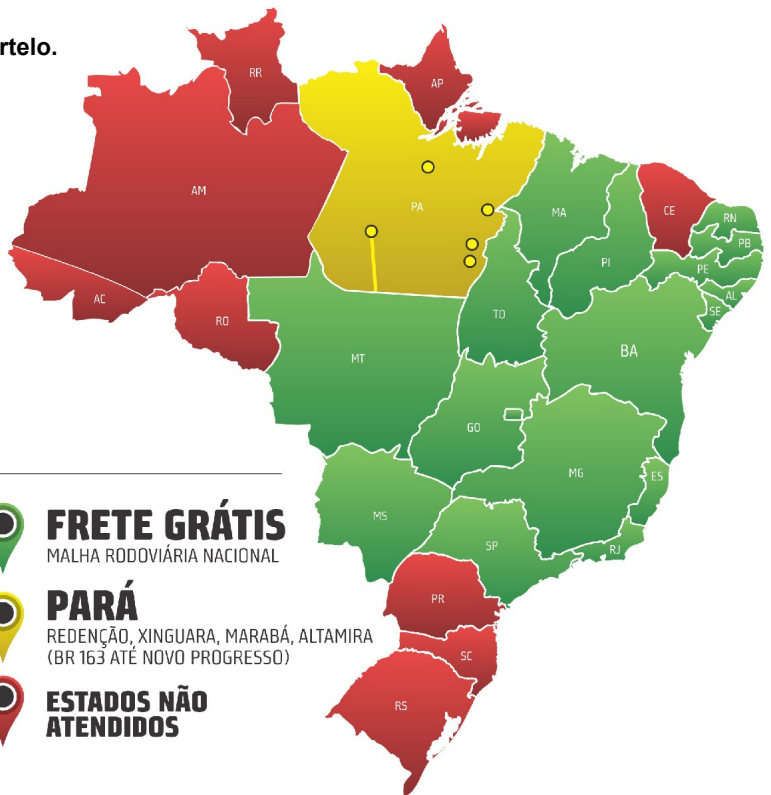 rtelo.
RR
AP
AM
PA
MA
CE
RN
PB
PI
PE
AL
SE
AC
RO
TO
BA
MT
GO
MG
ES
MS
SP
RJ
PR
SC
RS
FRETE GRÁTIS
MALHA RODOVIÁRIA NACIONAL
PARÁ
REDENÇÃO, XINGUARA, MARABÁ, ALTAMIRA
(BR 163 ATÉ NOVO PROGRESSO)
ESTADOS NÃO
ATENDIDOS